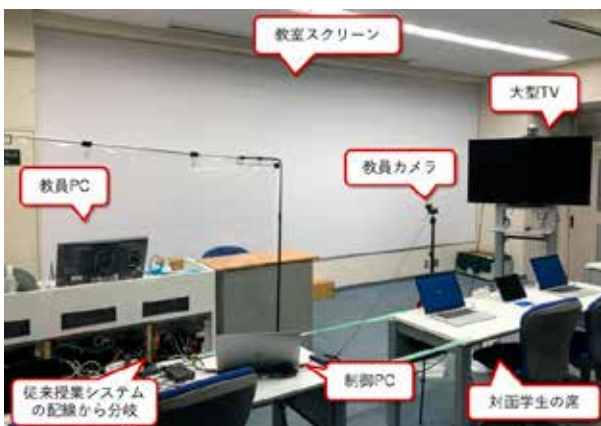 教室スクリーン
大型TV
教員カメラ
教員PC
従来授業システム
の配線から分岐
制御PC
対面学生の席